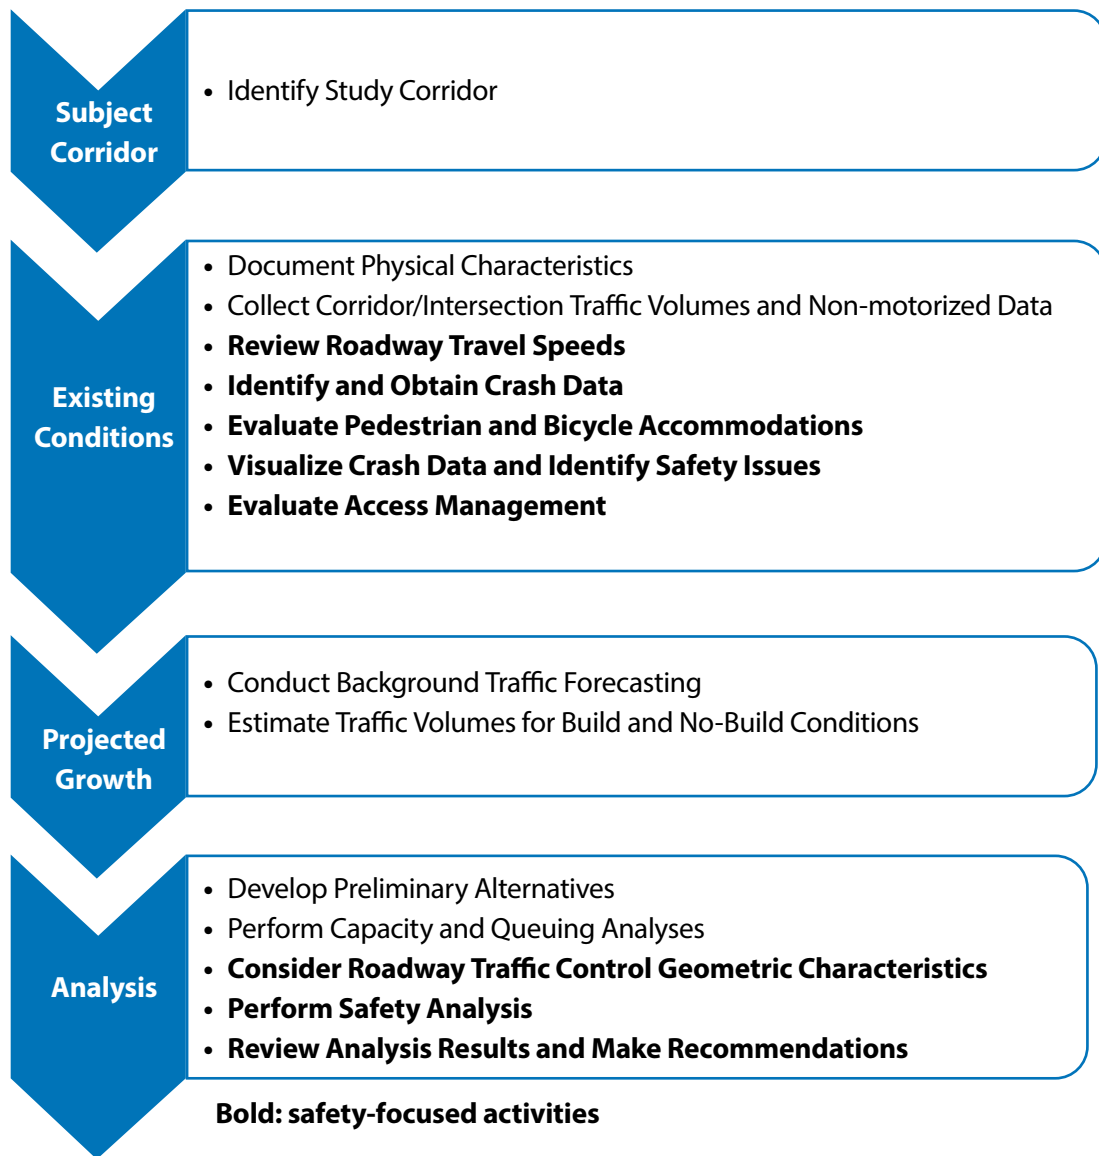 Subject
Corridor
• Identify Study Corridor
Existing
Conditions
• Document Physical Characteristics
• Collect Corridor/Intersection Traffic Volumes and Non-motorized Data
• Review Roadway Travel Speeds
• Identify and Obtain Crash Data
• Evaluate Pedestrian and Bicycle Accommodations
• Visualize Crash Data and Identify Safety Issues
• Evaluate Access Management
Projected
Growth
• Conduct Background Traffic Forecasting
• Estimate Traffic Volumes for Build and No-Build Conditions
Analysis
• Develop Preliminary Alternatives
• Perform Capacity and Queuing Analyses
• Consider Roadway Traffic Control Geometric Characteristics
• Perform Safety Analysis
• Review Analysis Results and Make Recommendations
Bold: safety-focused activities